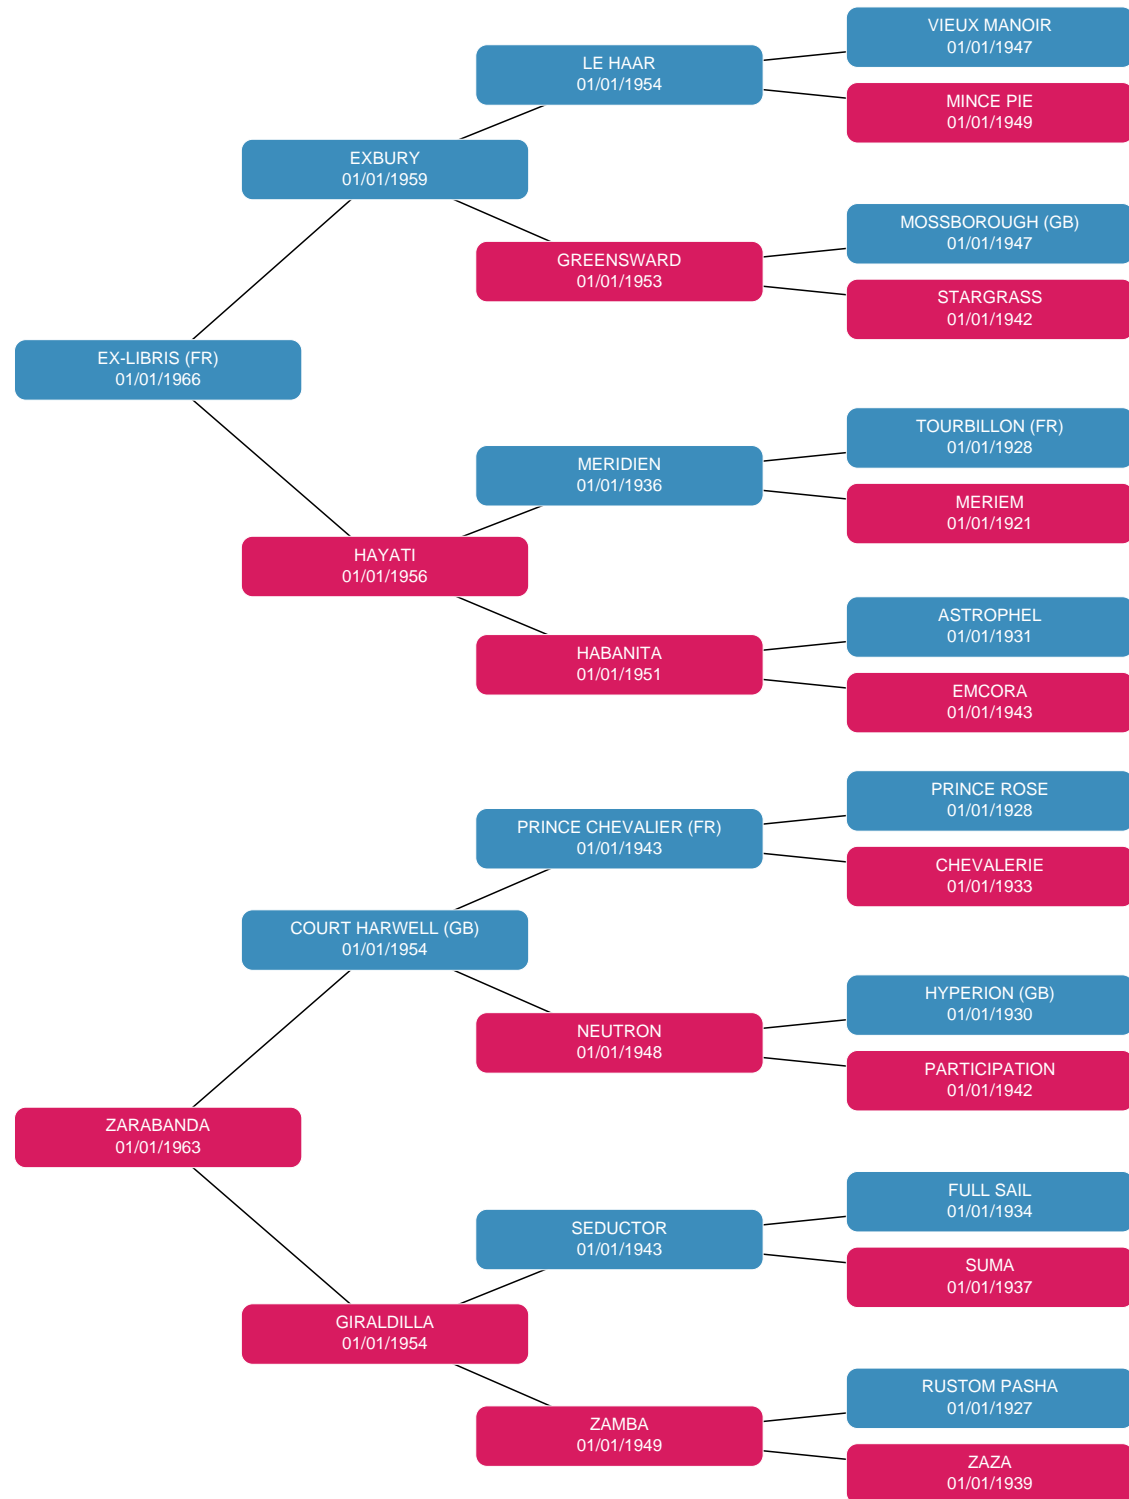 VIEUX MANOIR
01/01/1947
LE HAAR
01/01/1954
MINCE PIE
01/01/1949
EXBURY
01/01/1959
MOSSBOROUGH (GB)
01/01/1947
GREENSWARD
01/01/1953
STARGRASS
01/01/1942
EX-LIBRIS (FR)
01/01/1966
TOURBILLON (FR)
01/01/1928
MERIDIEN
01/01/1936
MERIEM
01/01/1921
HAYATI
01/01/1956
ASTROPHEL
01/01/1931
HABANITA
01/01/1951
EMCORA
01/01/1943
PRINCE ROSE
01/01/1928
PRINCE CHEVALIER (FR)
01/01/1943
CHEVALERIE
01/01/1933
COURT HARWELL (GB)
01/01/1954
HYPERION (GB)
01/01/1930
NEUTRON
01/01/1948
PARTICIPATION
01/01/1942
ZARABANDA
01/01/1963
FULL SAIL
01/01/1934
SEDUCTOR
01/01/1943
SUMA
01/01/1937
GIRALDILLA
01/01/1954
RUSTOM PASHA
01/01/1927
ZAMBA
01/01/1949
ZAZA
01/01/1939